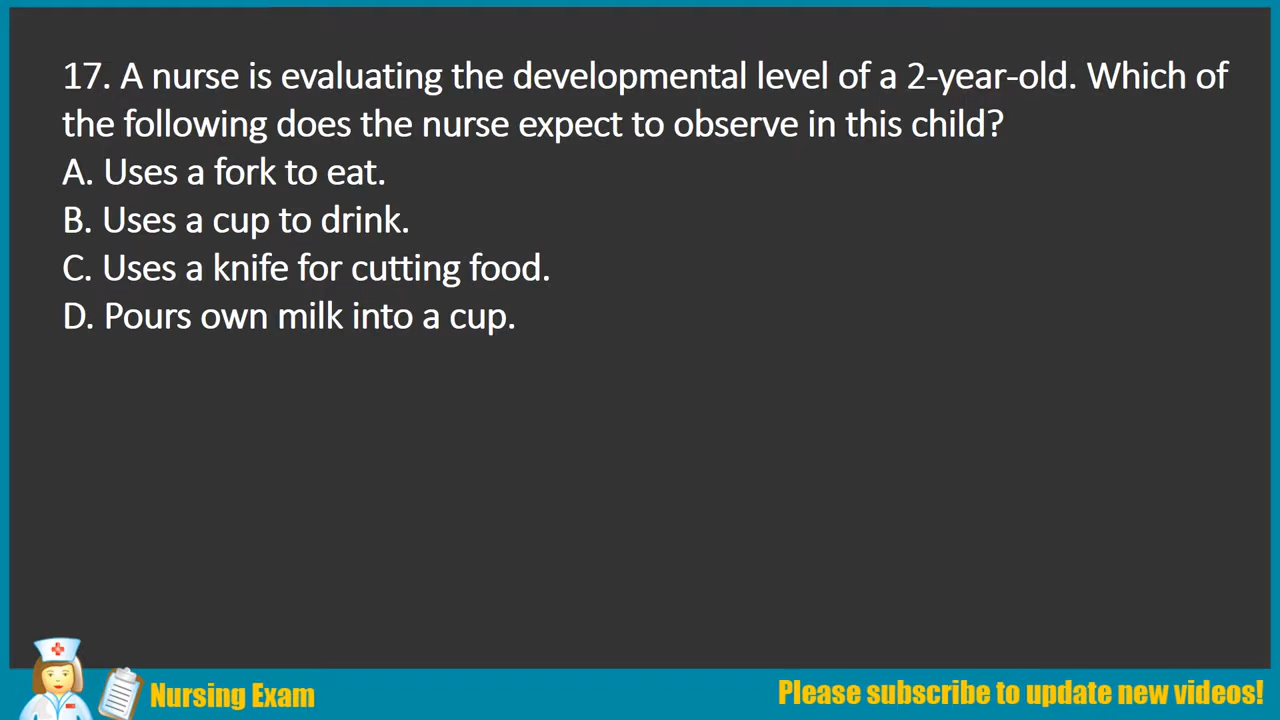 17. A nurse is evaluating the developmental level of a 2-year-old. Which of
the following does the nurse expect to observe in this child?
A. Uses a fork to eat.
B. Uses a cup to drink.
C. Uses a knife for cutting food.
D. Pours own milk into a cup.
Nursing Exam
Please subscribe to update new videos!